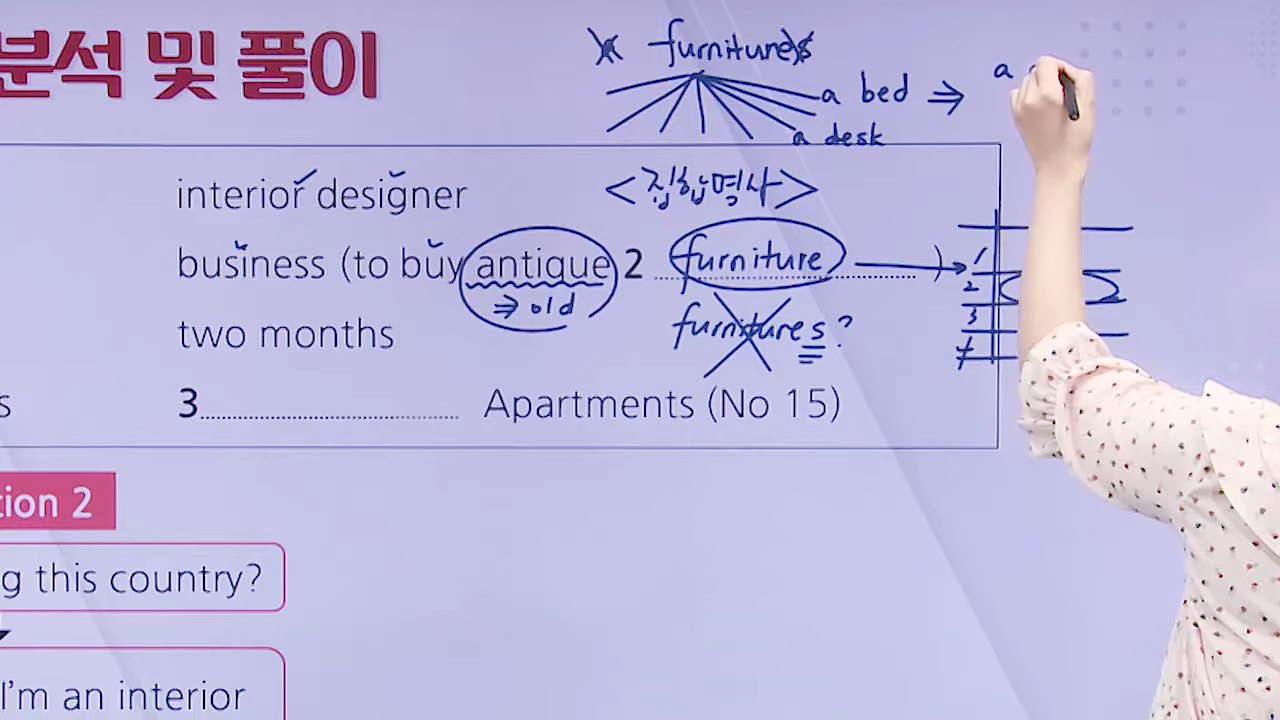 분석 및 풀이
furnitures
a bed ⇒ a
a desk
interior designer
<집합명사>
business (to buy antique 2 furniture )
⇒ old
furnitures?
two months
s 3 Apartments (No 15)
1
2
3
4
tion 2
g this country?
I'm an interior